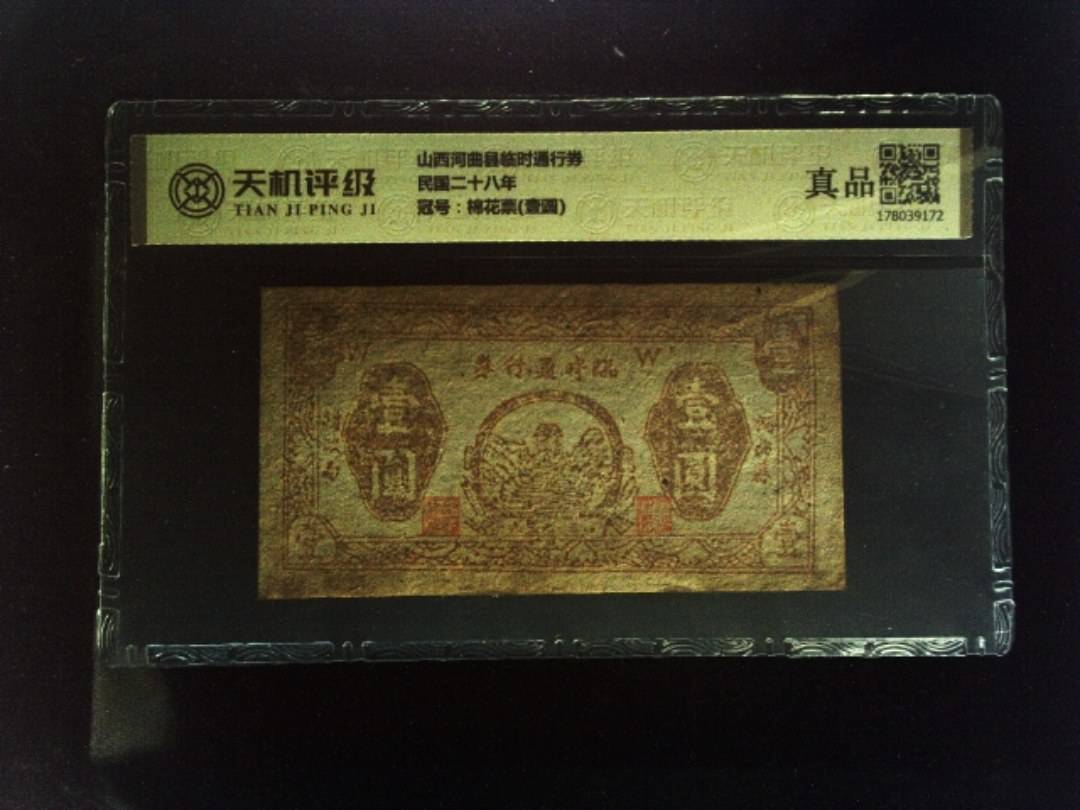 天机评级
TIAN JI PING JI
山西河曲县临时通行券
民国二十八年
冠号：棉花票(壹圆)
真品
178039172
券行通时临
W
壹圓
壹圓